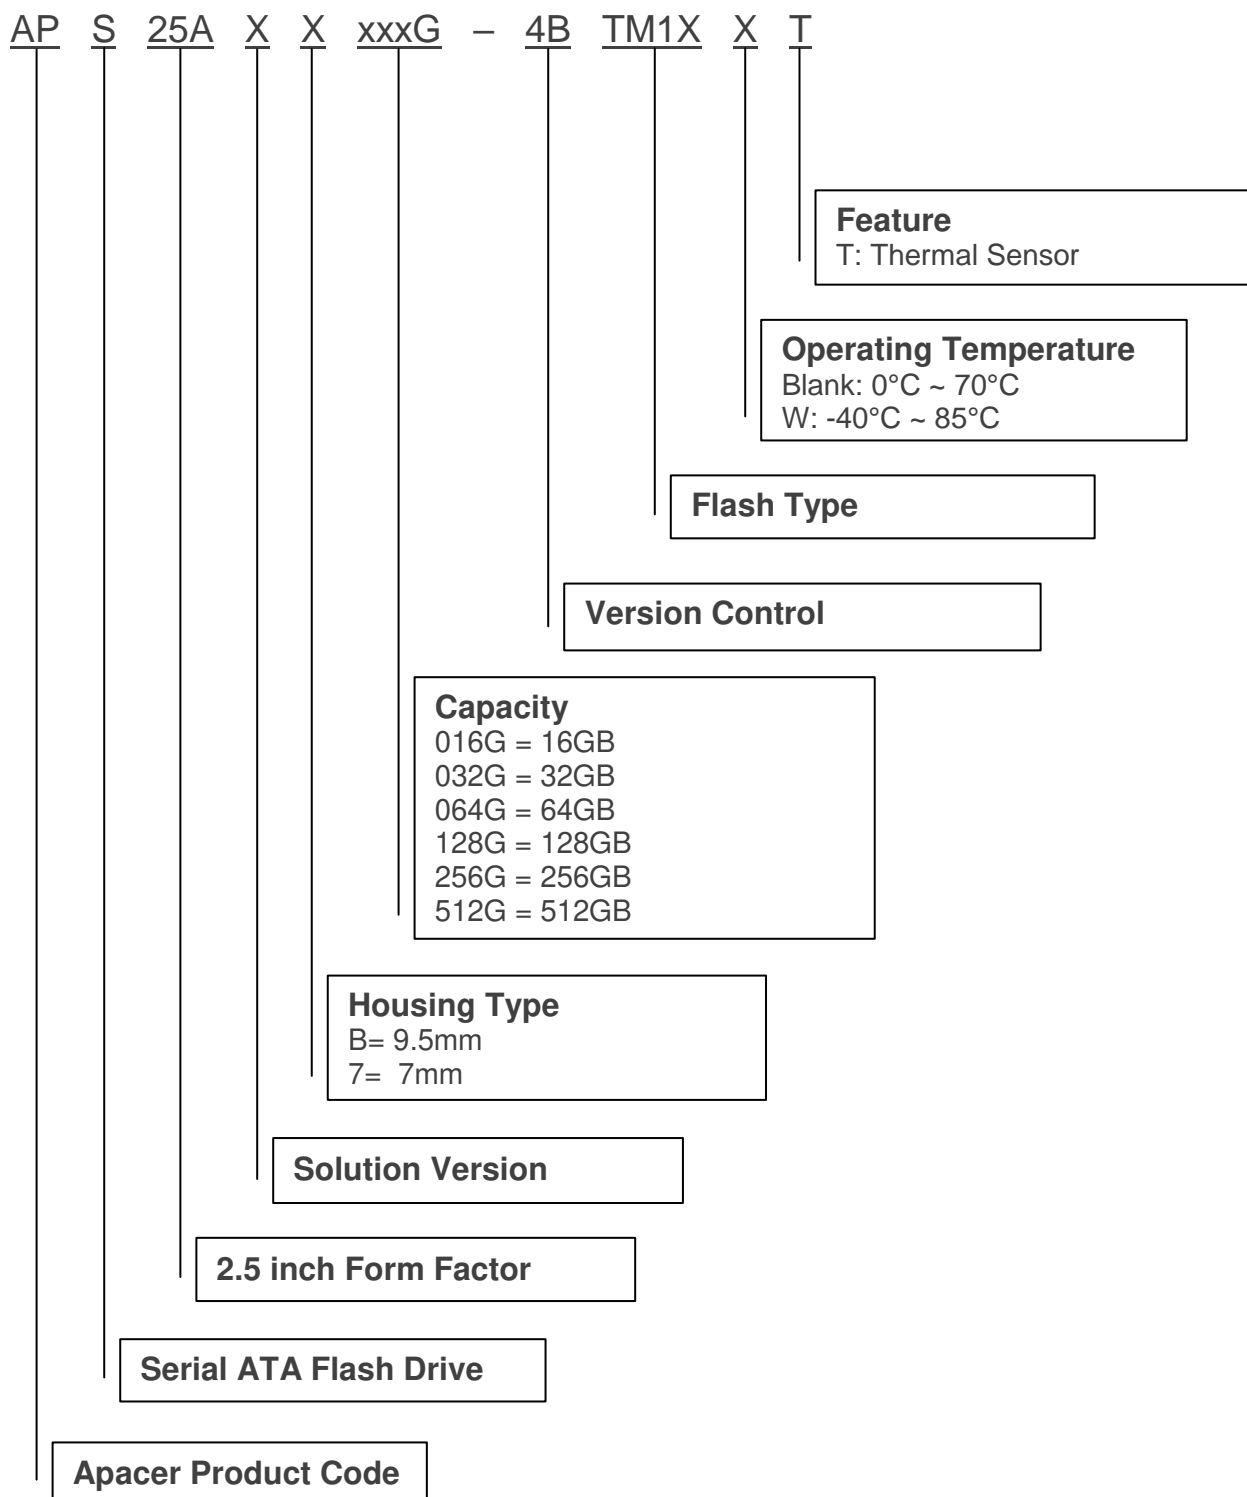 AP S 25A X X xxxG – 4B TM1X X T
Feature
T: Thermal Sensor
Operating Temperature
Blank: 0°C ~ 70°C
W: -40°C ~ 85°C
Flash Type
Version Control
Capacity
016G = 16GB
032G = 32GB
064G = 64GB
128G = 128GB
256G = 256GB
512G = 512GB
Housing Type
B= 9.5mm
7= 7mm
Solution Version
2.5 inch Form Factor
Serial ATA Flash Drive
Apacer Product Code